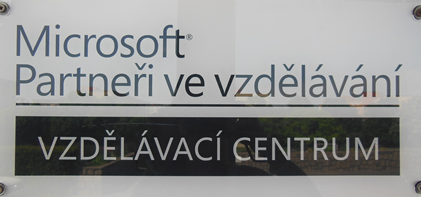 Microsoft®
Partneři ve vzdělávání
VZDĚLÁVACÍ CENTRUM